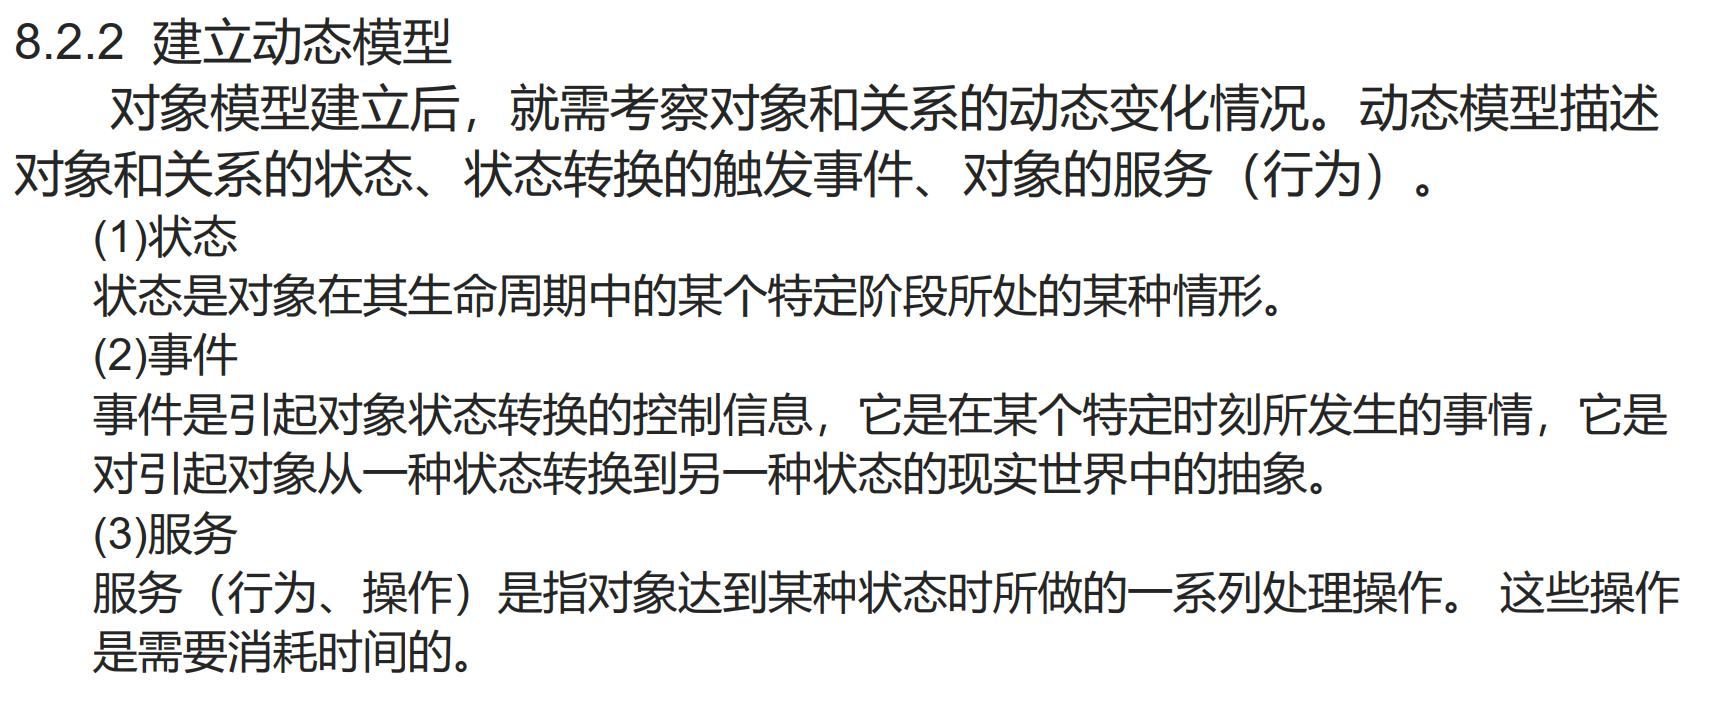 8.2.2  建立动态模型
对象模型建立后，就需考察对象和关系的动态变化情况。动态模型描述
对象和关系的状态、状态转换的触发事件、对象的服务（行为）。
(1)状态
状态是对象在其生命周期中的某个特定阶段所处的某种情形。
(2)事件
事件是引起对象状态转换的控制信息，它是在某个特定时刻所发生的事情，它是
对引起对象从一种状态转换到另一种状态的现实世界中的抽象。
(3)服务
服务（行为、操作）是指对象达到某种状态时所做的一系列处理操作。 这些操作
是需要消耗时间的。